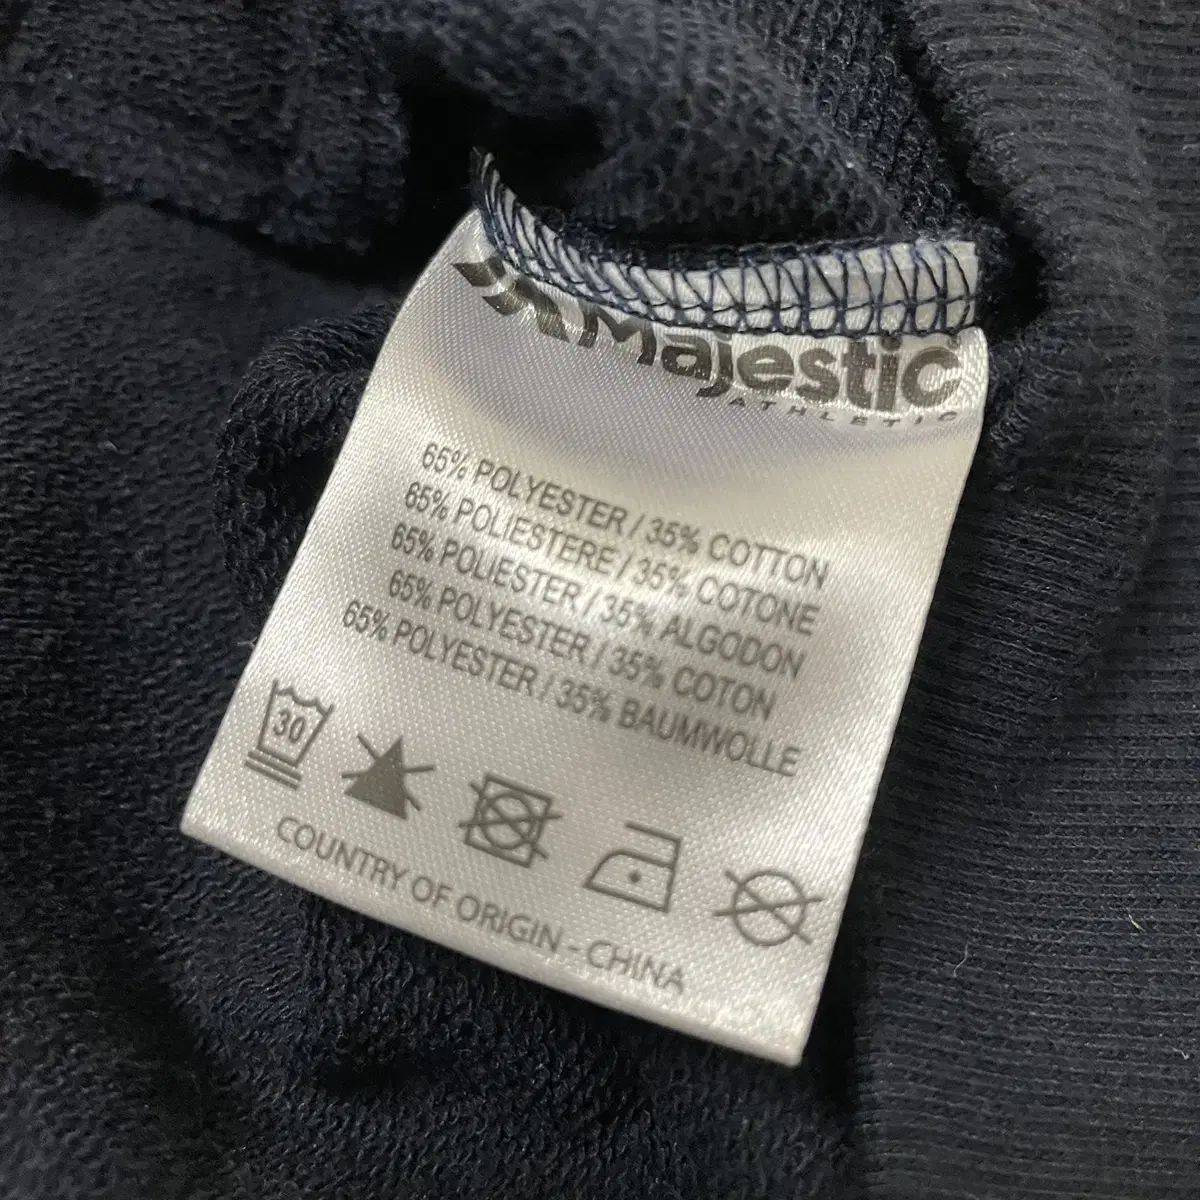 Majestic
ATHLETIC
65% POLYESTER / 35% COTTON
65% POLIESTERE / 35% COTONE
65% POLIESTER / 35% ALGODON
65% POLYESTER / 35% COTON
65% POLYESTER / 35% BAUMWOLLE
30
COUNTRY OF ORIGIN - CHINA